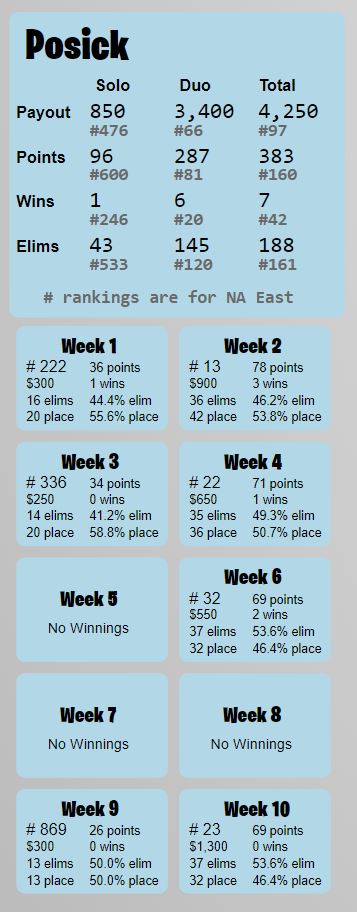 Posick
Solo Duo Total
Payout 850 3,400 4,250
#476 #66 #97
Points 96 287 383
#600 #81 #160
Wins 1 6 7
#246 #20 #42
Elims 43 145 188
#533 #120 #161
# rankings are for NA East
Week 1
# 222 36 points
$300 1 wins
16 elims 44.4% elim
20 place 55.6% place
Week 2
# 13 78 points
$900 3 wins
36 elims 46.2% elim
42 place 53.8% place
Week 3
# 336 34 points
$250 0 wins
14 elims 41.2% elim
20 place 58.8% place
Week 4
# 22 71 points
$650 1 wins
35 elims 49.3% elim
36 place 50.7% place
Week 5
No Winnings
Week 6
# 32 69 points
$550 2 wins
37 elims 53.6% elim
32 place 46.4% place
Week 7
No Winnings
Week 8
No Winnings
Week 9
# 869 26 points
$300 0 wins
13 elims 50.0% elim
13 place 50.0% place
Week 10
# 23 69 points
$1,300 0 wins
37 elims 53.6% elim
32 place 46.4% place